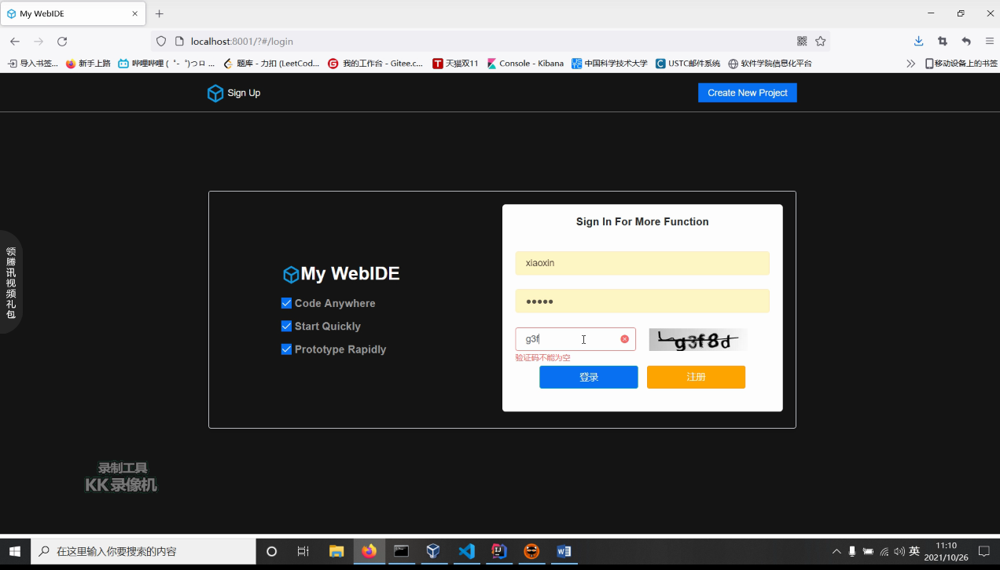 My WebIDE
localhost:8001/?#/login
导入书签...
新手上路
哔哩哔哩 ( ゜- ゜)つロ ...
题库 - 力扣 (LeetCod...
我的工作台 - Gitee.c...
天猫双11
Console - Kibana
中国科学技术大学
USTC邮件系统
软件学院信息化平台
移动设备上的书签
Sign Up
Create New Project
领腾讯视频礼包
My WebIDE
Code Anywhere
Start Quickly
Prototype Rapidly
Sign In For More Function
xiaoxin
●●●●●
g3f
g3f8d
验证码不能为空
登录
注册
录制工具
KK录像机
在这里输入你要搜索的内容
英
11:10
2021/10/26